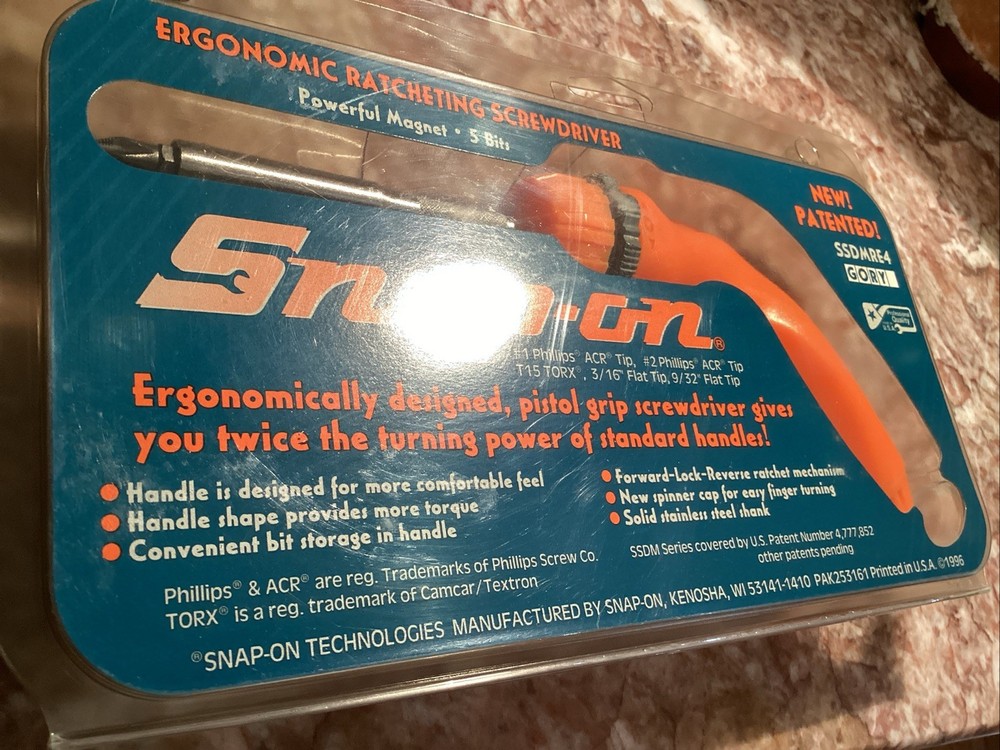 ERGONOMIC RATCHETING SCREWDRIVER
Powerful Magnet • 5 Bits
NEW!
PATENTED!
SSDMRE4
GORY
Professional
Quality
U.S.A.
Snap-on®
#1 Phillips® ACR® Tip, #2 Phillips® ACR® Tip
T15 TORX®, 3/16" Flat Tip, 9/32" Flat Tip
Ergonomically designed, pistol grip screwdriver gives
you twice the turning power of standard handles!
● Handle is designed for more comfortable feel
● Handle shape provides more torque
● Convenient bit storage in handle
● Forward-Lock-Reverse ratchet mechanism
● New spinner cap for easy finger turning
● Solid stainless steel shank
Phillips® & ACR® are reg. Trademarks of Phillips Screw Co.
TORX® is a reg. trademark of Camcar/Textron
SSDM Series covered by U.S. Patent Number 4,777,852
other patents pending
®SNAP-ON TECHNOLOGIES MANUFACTURED BY SNAP-ON, KENOSHA, WI 53141-1410 PAK253161 Printed in U.S.A. ©1996